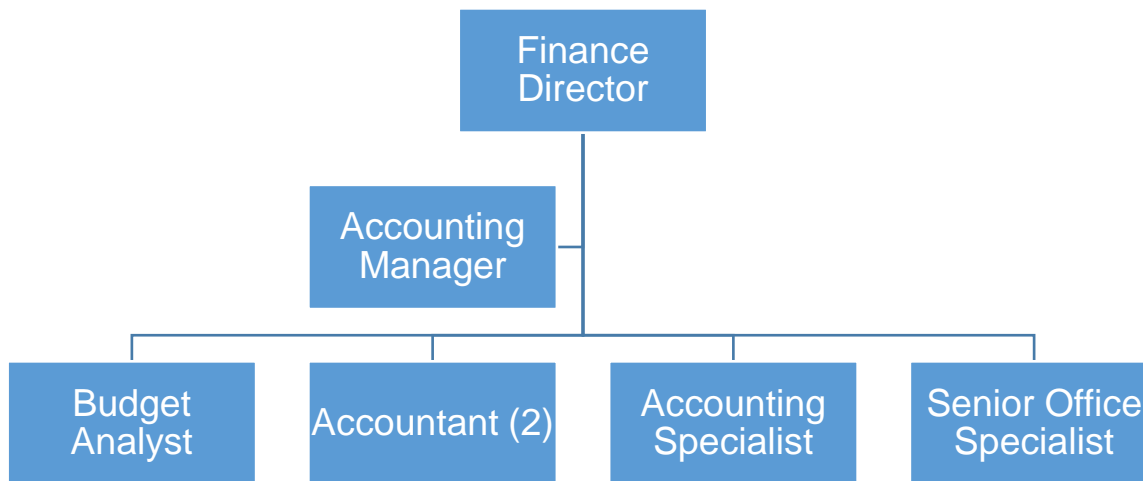 Finance
Director
Accounting
Manager
Budget
Analyst
Accountant (2)
Accounting
Specialist
Senior Office
Specialist